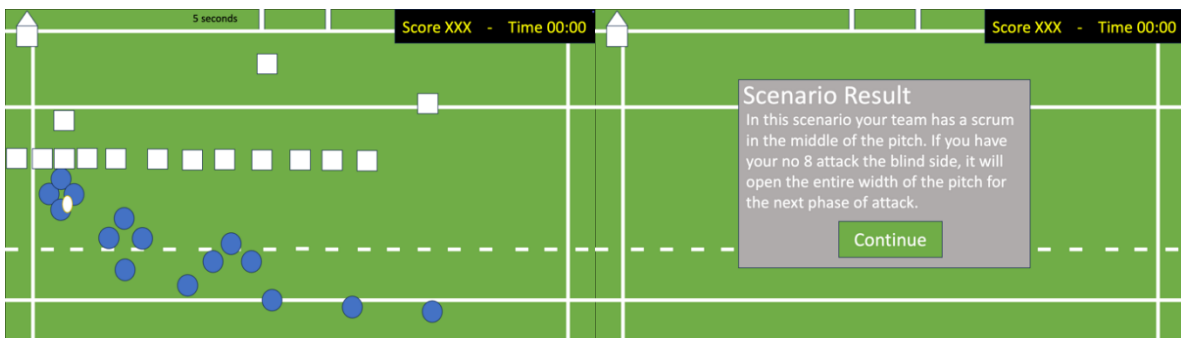 5 seconds
Score XXX - Time 00:00
Score XXX - Time 00:00
Scenario Result
In this scenario your team has a scrum
in the middle of the pitch. If you have
your no 8 attack the blind side, it will
open the entire width of the pitch for
the next phase of attack.
Continue